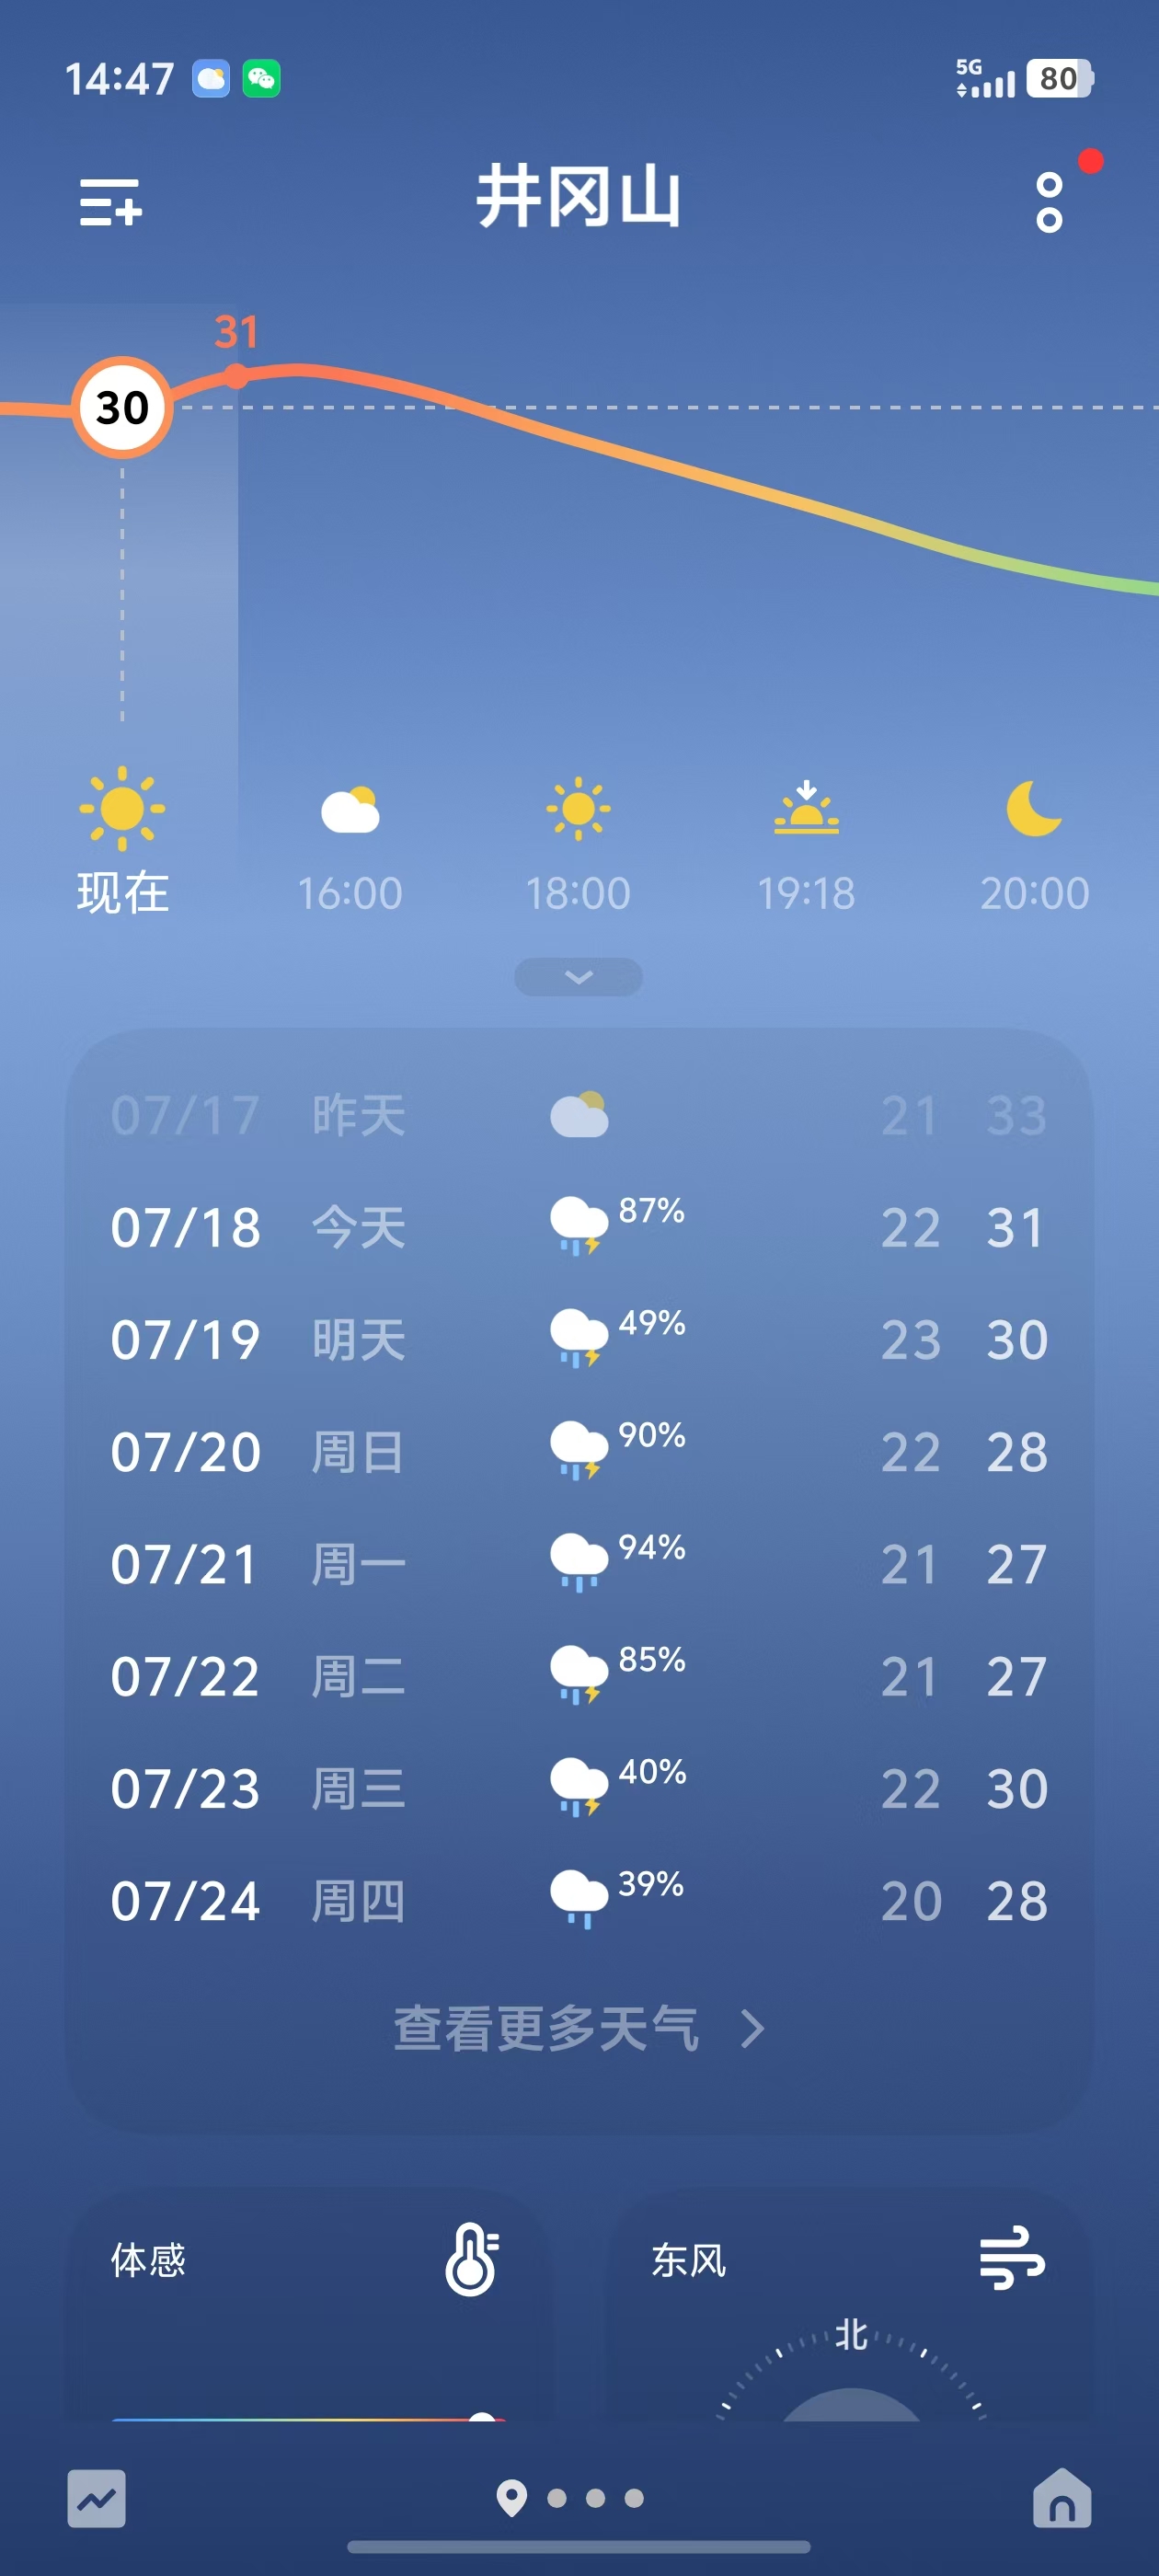 14:47 5G 80
井冈山
31
30
现在 16:00 18:00 19:18 20:00
07/17 昨天 21 33
07/18 今天 87% 22 31
07/19 明天 49% 23 30
07/20 周日 90% 22 28
07/21 周一 94% 21 27
07/22 周二 85% 21 27
07/23 周三 40% 22 30
07/24 周四 39% 20 28
查看更多天气
体感 东风
北